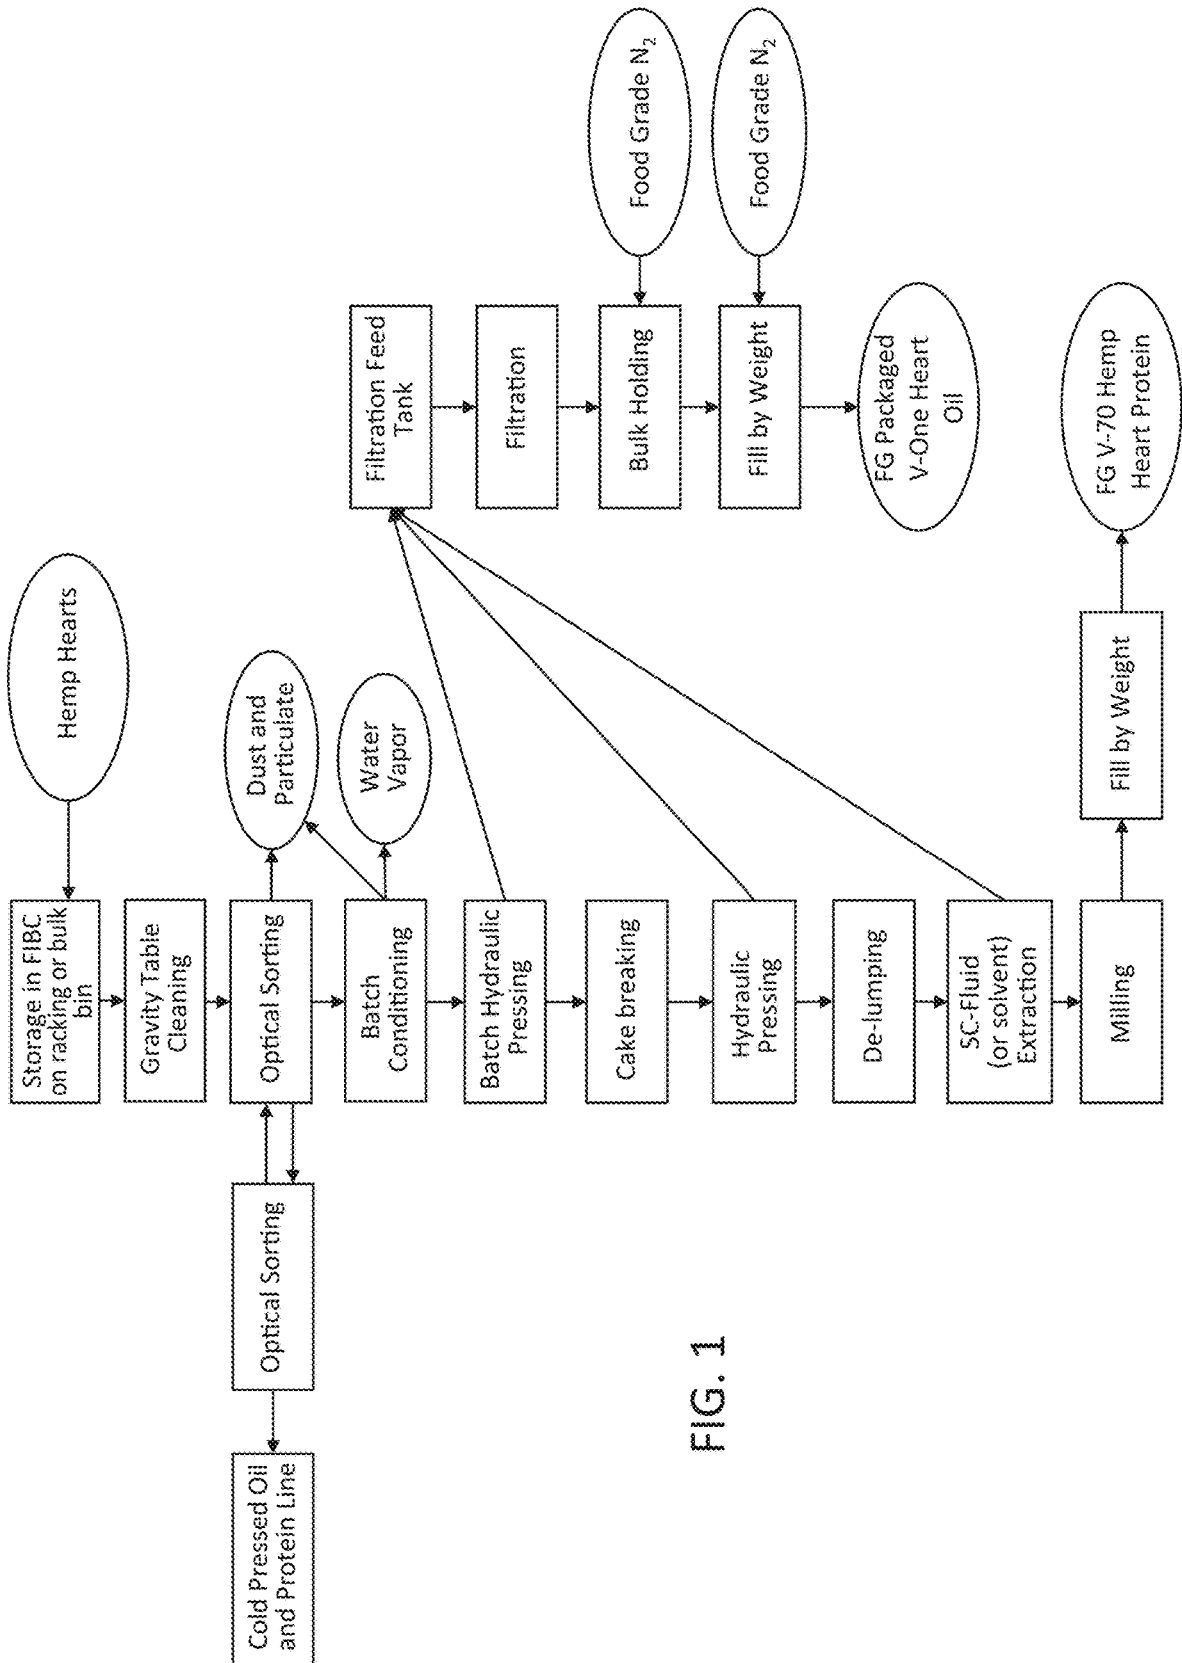 Hemp Hearts
Storage in FIBC
on racking or bulk
bin
Gravity Table
Cleaning
Cold Pressed Oil
and Protein Line
Optical Sorting
Optical Sorting
Dust and
Particulate
Batch
Conditioning
Water
Vapor
Batch Hydraulic
Pressing
Cake breaking
Hydraulic
Pressing
De-lumping
SC-Fluid
(or solvent)
Extraction
Milling
Fill by Weight
FG V-70 Hemp
Heart Protein
Filtration Feed
Tank
Filtration
Bulk Holding
Food Grade N₂
Fill by Weight
Food Grade N₂
FG Packaged
V-One Heart
Oil
FIG. 1